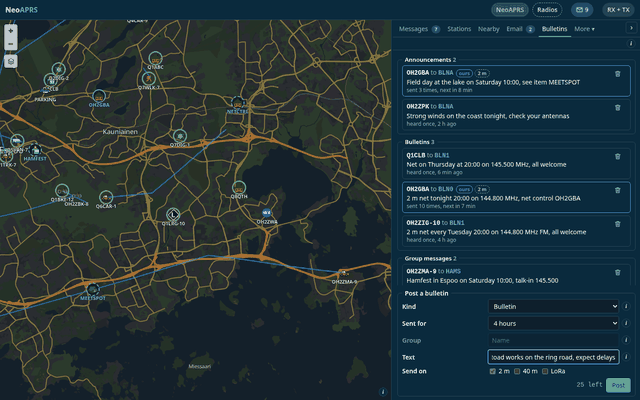 NeoAPRS
NeoAPRS
Radios
9
RX + TX
Messages 7
Stations
Nearby
Email 2
Bulletins
More
Announcements 2
OH2GBA to BLNA ours 2 m
Field day at the lake on Saturday 10:00, see item MEETSPOT
sent 3 times, next in 8 min
OH2ZPK to BLNA
Strong winds on the coast tonight, check your antennas
heard once, 2 h ago
Bulletins 3
Q1CLB to BLN1
Net on Thursday at 20:00 on 145.500 MHz, all welcome
heard once, 6 min ago
OH2GBA to BLN0 ours 2 m
2 m net tonight 20:00 on 144.800 MHz, net control OH2GBA
sent 10 times, next in 7 min
OH2ZIG-10 to BLN1
2 m net every Tuesday 20:00 on 144.800 MHz FM, all welcome
heard once, 4 h ago
Group messages 2
OH2ZMA-9 to HAMS
Hamfest in Espoo on Saturday 10:00, talk-in 145.500
Post a bulletin
Kind
Bulletin
Sent for
4 hours
Group
Name
Text
oad works on the ring road, expect delays
Send on
2 m
40 m
LoRa
25 left
Post
+
−
PARKING
OH2GBA
Kauniainen
HAMFEST
OH2ZWA
OH2ZMA-9
MEETSPOT
Miessaari